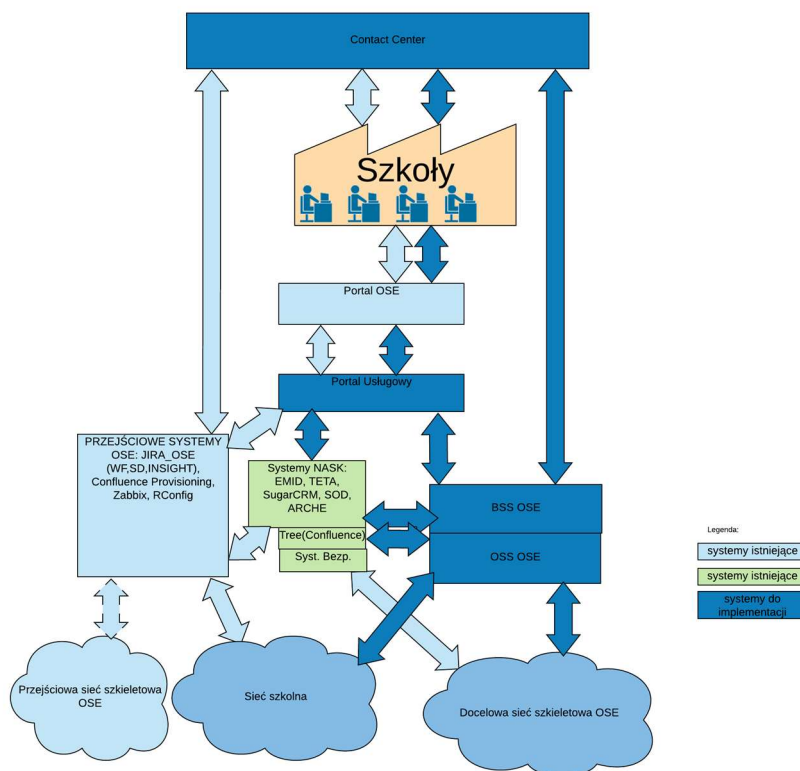 Contact Center
Szkoły
Portal OSE
Portal Usługowy
PRZEJŚCIOWE SYSTEMY
OSE: JIRA_OSE
(WF,SD,INSIGHT),
Confluence Provisioning,
Zabbix, RConfig
Systemy NASK:
EMID, TETA,
SugarCRM, SOD,
ARCHE
Tree(Confluence)
Syst. Bezp.
BSS OSE
OSS OSE
Legenda:
systemy istniejące
systemy istniejące
systemy do
implementacji
Przejściowa sieć szkieletowa
OSE
Sieć szkolna
Docelowa sieć szkieletowa OSE